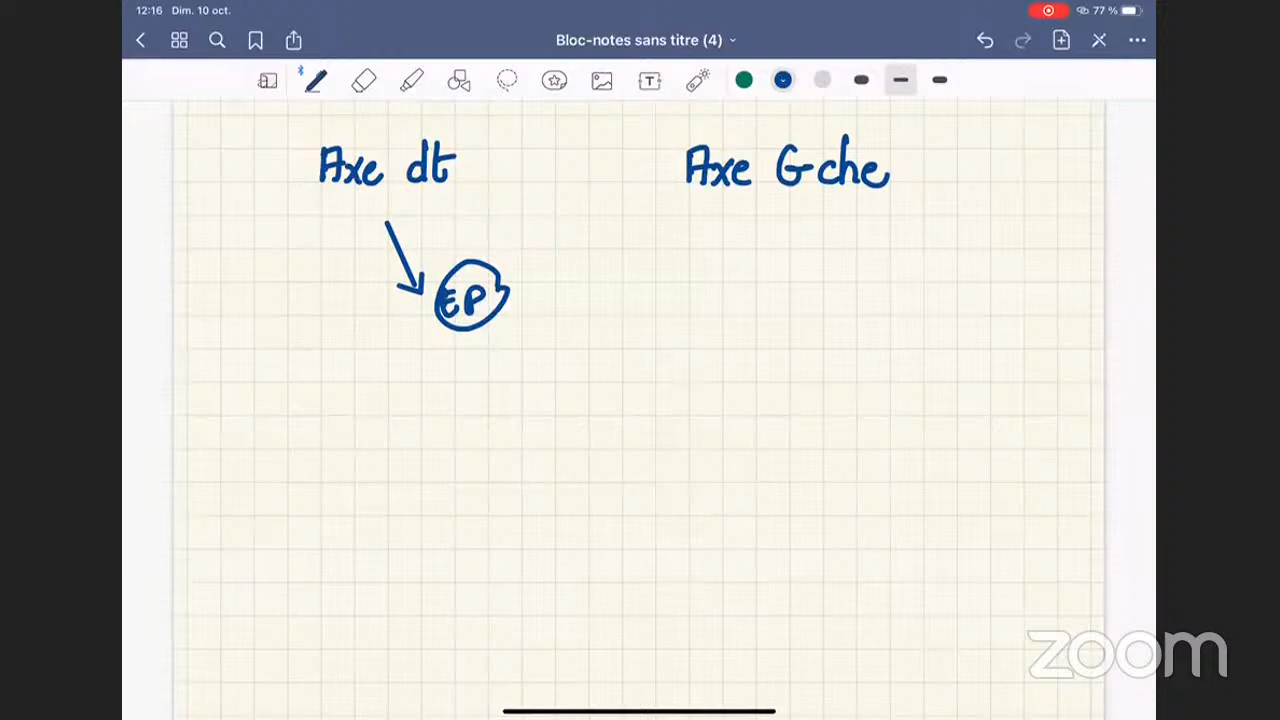 12:16 Dim. 10 oct.
77 %
Bloc-notes sans titre (4)
T
Axe dt
Axe Gche
EP
zoom